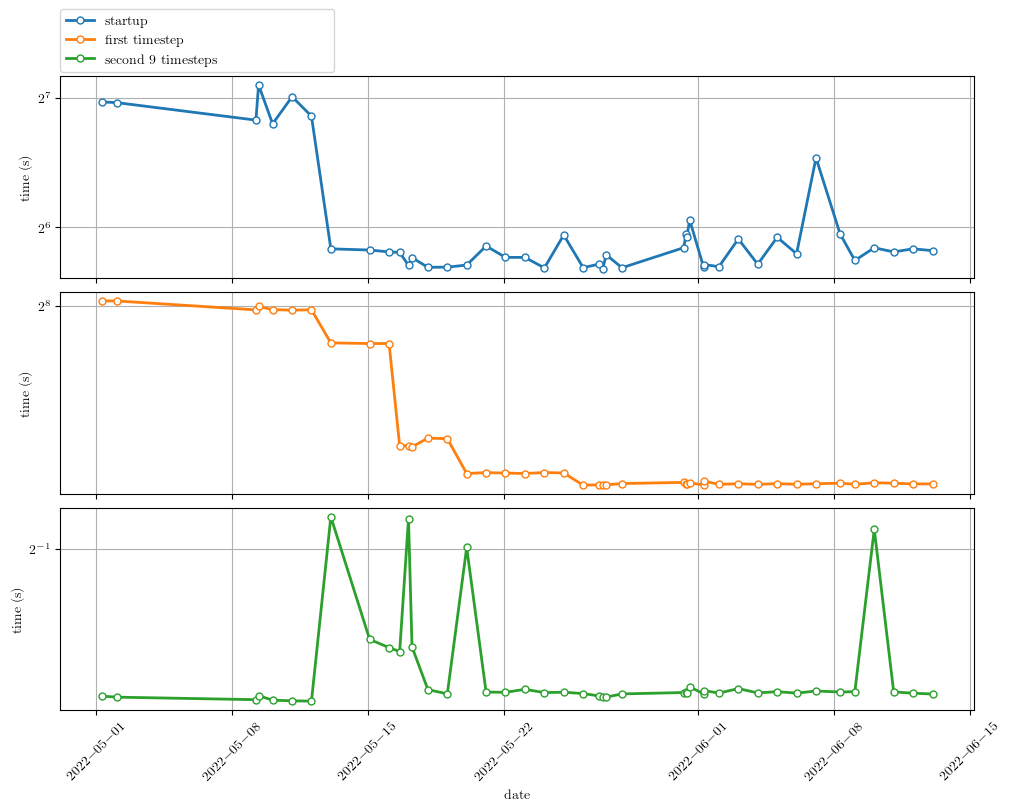 startup
first timestep
second 9 timesteps
2^7
2^6
time (s)
2^8
time (s)
2^−1
time (s)
2022−05−01
2022−05−08
2022−05−15
2022−05−22
2022−06−01
2022−06−08
2022−06−15
date